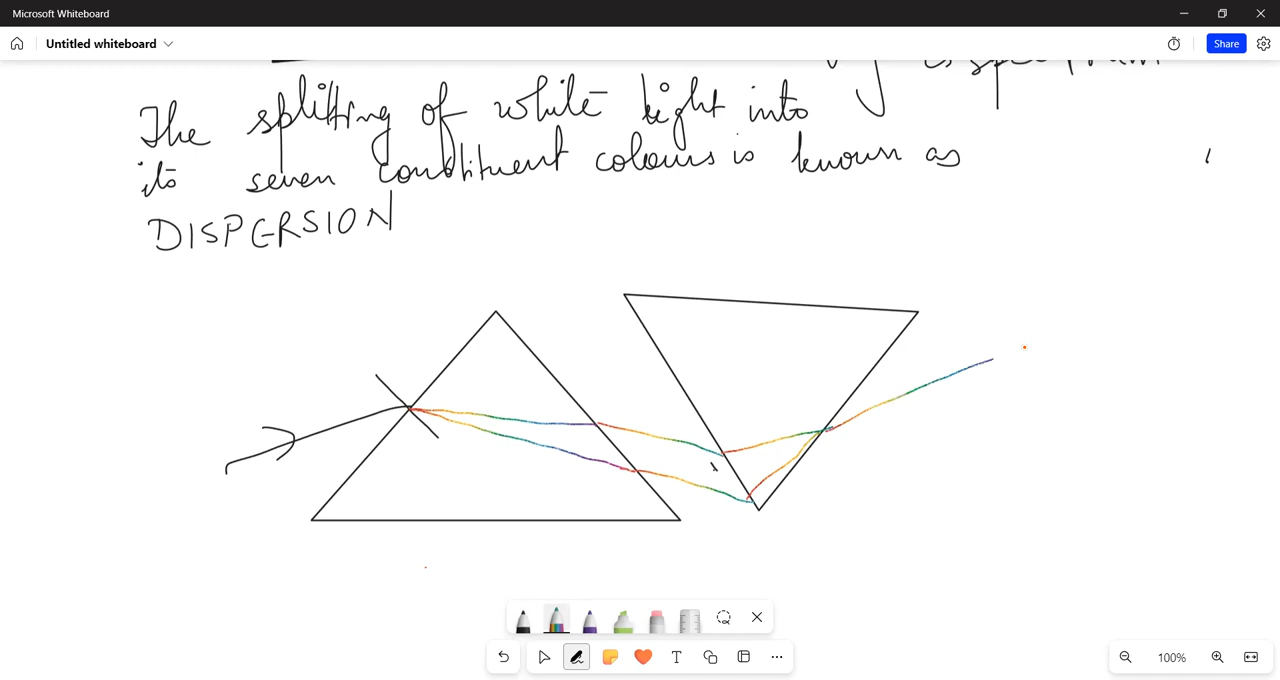 Microsoft Whiteboard
Untitled whiteboard
Share
The splitting of white light into
its seven constituent colours is known as
DISPERSION
T
100%